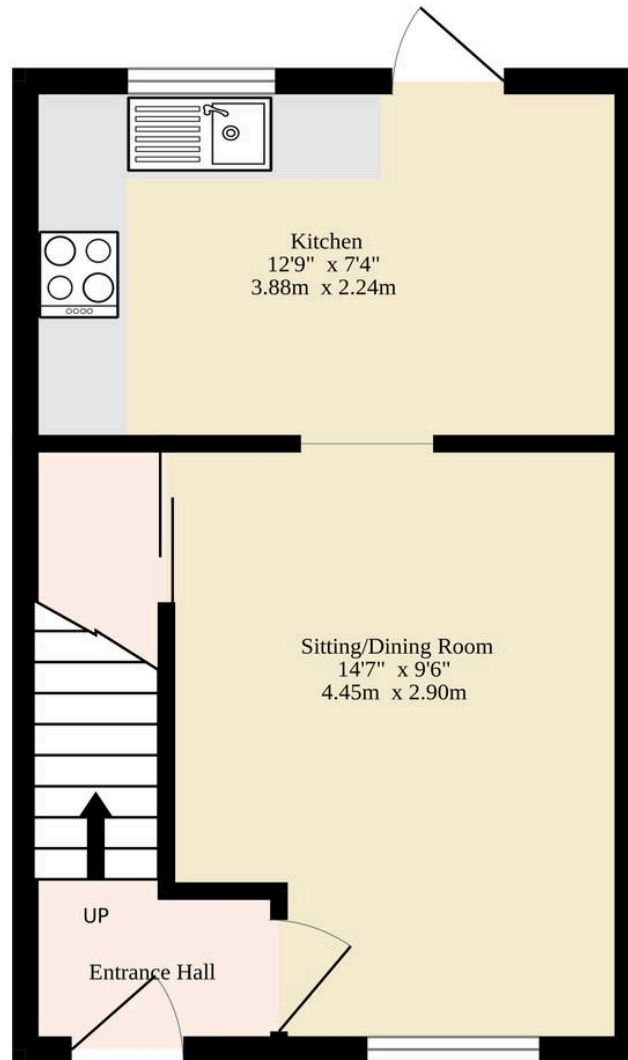 Kitchen
12'9" x 7'4"
3.88m x 2.24m
Sitting/Dining Room
14'7" x 9'6"
4.45m x 2.90m
UP
Entrance Hall